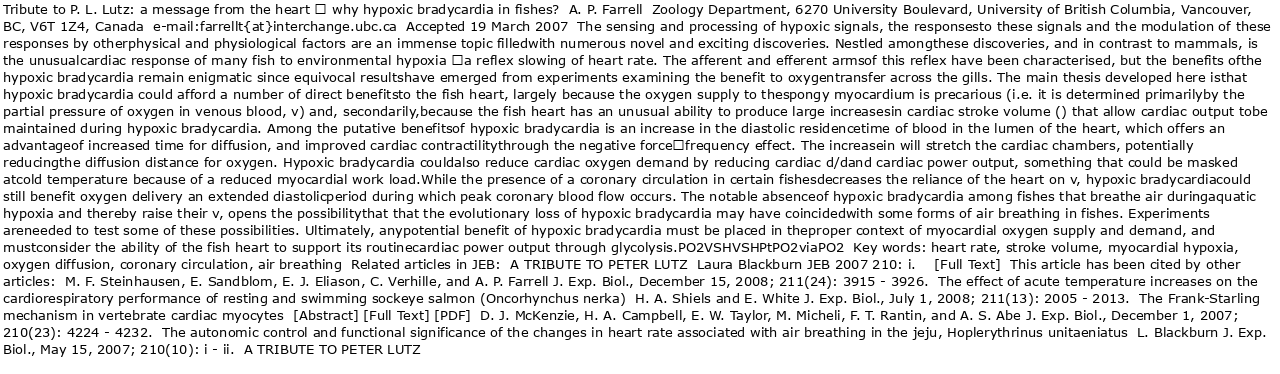 Tribute to P. L. Lutz: a message from the heart □ why hypoxic bradycardia in fishes?  A. P. Farrell  Zoology Department, 6270 University Boulevard, University of British Columbia, Vancouver,
BC, V6T 1Z4, Canada  e-mail:farrellt{at}interchange.ubc.ca  Accepted 19 March 2007  The sensing and processing of hypoxic signals, the responsesto these signals and the modulation of these
responses by otherphysical and physiological factors are an immense topic filledwith numerous novel and exciting discoveries. Nestled amongthese discoveries, and in contrast to mammals, is
the unusualcardiac response of many fish to environmental hypoxia □a reflex slowing of heart rate. The afferent and efferent armsof this reflex have been characterised, but the benefits ofthe
hypoxic bradycardia remain enigmatic since equivocal resultshave emerged from experiments examining the benefit to oxygentransfer across the gills. The main thesis developed here isthat
hypoxic bradycardia could afford a number of direct benefitsto the fish heart, largely because the oxygen supply to thespongy myocardium is precarious (i.e. it is determined primarilyby the
partial pressure of oxygen in venous blood, v) and, secondarily,because the fish heart has an unusual ability to produce large increasesin cardiac stroke volume () that allow cardiac output tobe
maintained during hypoxic bradycardia. Among the putative benefitsof hypoxic bradycardia is an increase in the diastolic residencetime of blood in the lumen of the heart, which offers an
advantageof increased time for diffusion, and improved cardiac contractilitythrough the negative force□frequency effect. The increasein will stretch the cardiac chambers, potentially
reducingthe diffusion distance for oxygen. Hypoxic bradycardia couldalso reduce cardiac oxygen demand by reducing cardiac d/dand cardiac power output, something that could be masked
atcold temperature because of a reduced myocardial work load.While the presence of a coronary circulation in certain fishesdecreases the reliance of the heart on v, hypoxic bradycardiacould
still benefit oxygen delivery an extended diastolicperiod during which peak coronary blood flow occurs. The notable absenceof hypoxic bradycardia among fishes that breathe air duringaquatic
hypoxia and thereby raise their v, opens the possibilitythat that the evolutionary loss of hypoxic bradycardia may have coincidedwith some forms of air breathing in fishes. Experiments
areneeded to test some of these possibilities. Ultimately, anypotential benefit of hypoxic bradycardia must be placed in theproper context of myocardial oxygen supply and demand, and
mustconsider the ability of the fish heart to support its routinecardiac power output through glycolysis.PO2VSHVSHPtPO2viaPO2  Key words: heart rate, stroke volume, myocardial hypoxia,
oxygen diffusion, coronary circulation, air breathing  Related articles in JEB:  A TRIBUTE TO PETER LUTZ  Laura Blackburn JEB 2007 210: i.    [Full Text]  This article has been cited by other
articles:  M. F. Steinhausen, E. Sandblom, E. J. Eliason, C. Verhille, and A. P. Farrell J. Exp. Biol., December 15, 2008; 211(24): 3915 - 3926.  The effect of acute temperature increases on the
cardiorespiratory performance of resting and swimming sockeye salmon (Oncorhynchus nerka)  H. A. Shiels and E. White J. Exp. Biol., July 1, 2008; 211(13): 2005 - 2013.  The Frank-Starling
mechanism in vertebrate cardiac myocytes  [Abstract] [Full Text] [PDF]  D. J. McKenzie, H. A. Campbell, E. W. Taylor, M. Micheli, F. T. Rantin, and A. S. Abe J. Exp. Biol., December 1, 2007;
210(23): 4224 - 4232.  The autonomic control and functional significance of the changes in heart rate associated with air breathing in the jeju, Hoplerythrinus unitaeniatus  L. Blackburn J. Exp.
Biol., May 15, 2007; 210(10): i - ii.  A TRIBUTE TO PETER LUTZ